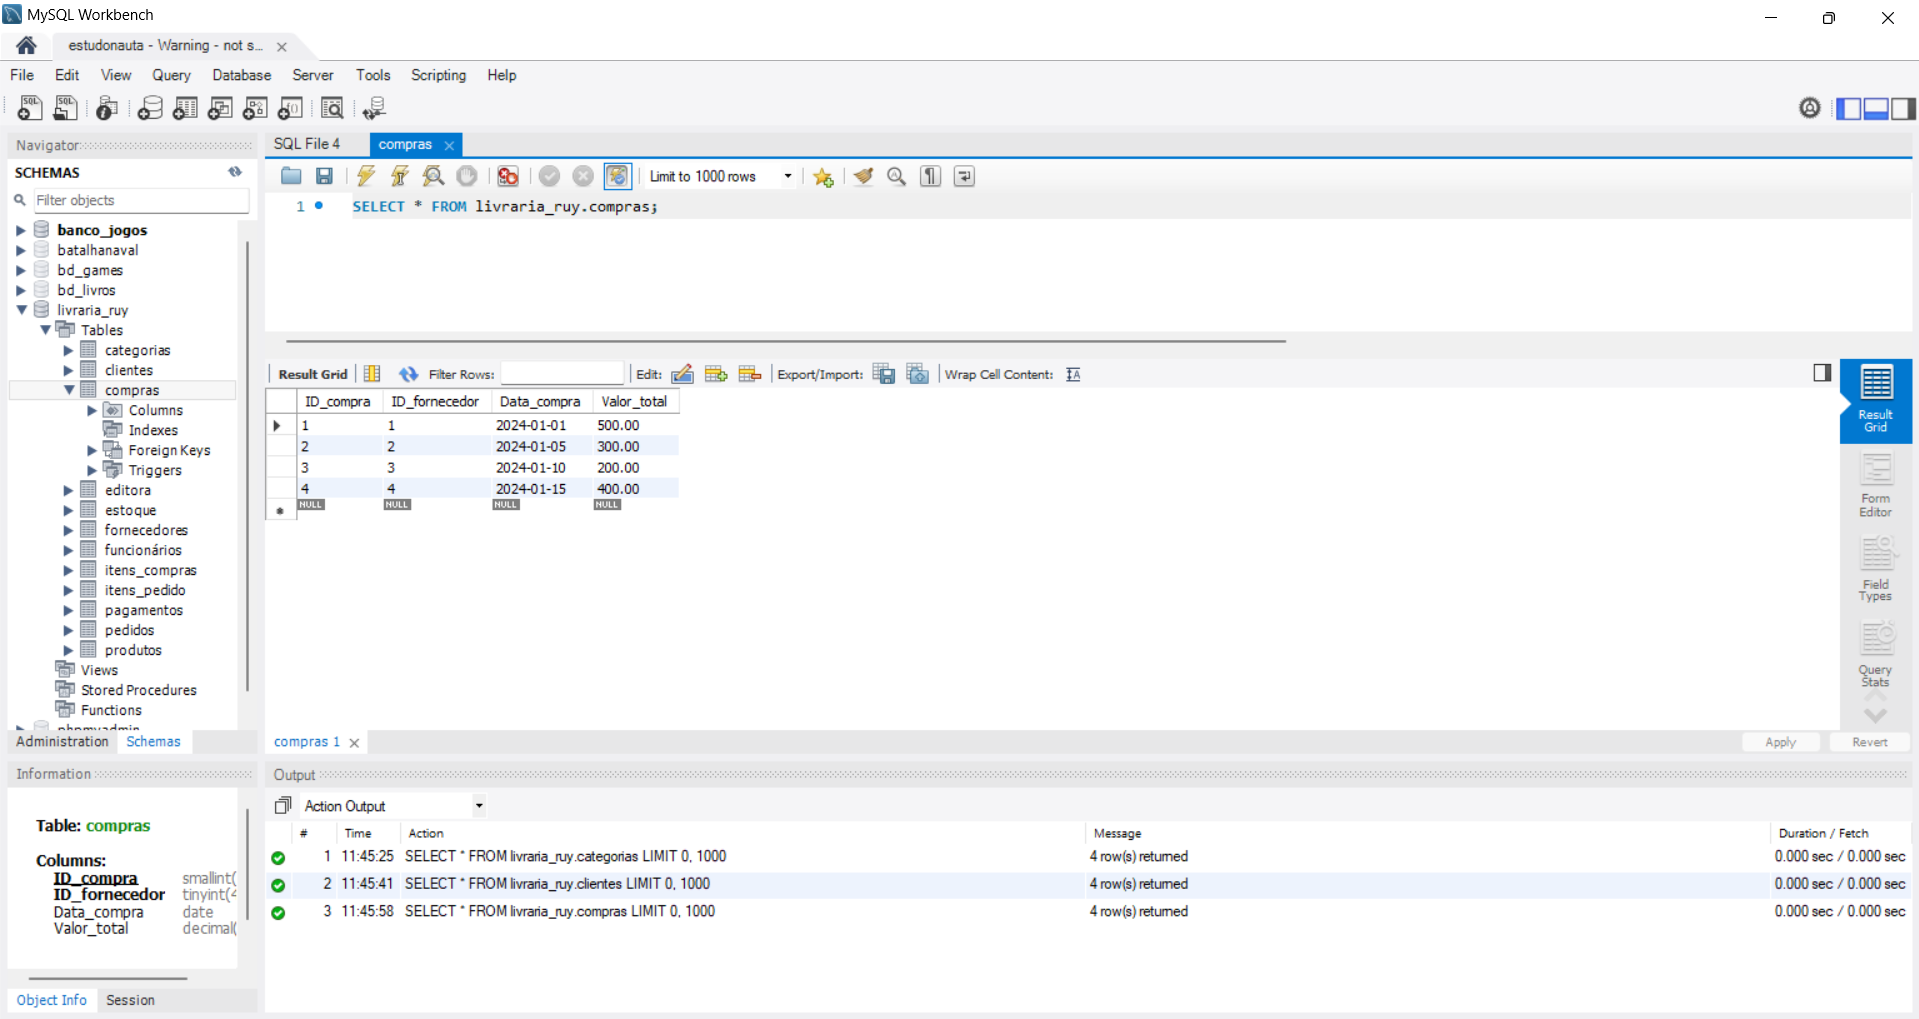 MySQL Workbench
estudonauta - Warning - not s...
File Edit View Query Database Server Tools Scripting Help
Navigator
SCHEMAS
Filter objects
banco_jogos
batalhanaval
bd_games
bd_livros
livraria_ruy
Tables
categorias
clientes
compras
Columns
Indexes
Foreign Keys
Triggers
editora
estoque
fornecedores
funcionários
itens_compras
itens_pedido
pagamentos
pedidos
produtos
Views
Stored Procedures
Functions
phpmyadmin
Administration Schemas
Information
Table: compras
Columns:
ID_compra smallint(
ID_fornecedor tinyint(4
Data_compra date
Valor_total decimal(
Object Info Session
SQL File 4 compras
Limit to 1000 rows
1 SELECT * FROM livraria_ruy.compras;
Result Grid Filter Rows: Edit: Export/Import: Wrap Cell Content:
ID_compra ID_fornecedor Data_compra Valor_total
1 1 2024-01-01 500.00
2 2 2024-01-05 300.00
3 3 2024-01-10 200.00
4 4 2024-01-15 400.00
NULL NULL NULL NULL
Result
Grid
Form
Editor
Field
Types
Query
Stats
compras 1
Apply Revert
Output
Action Output
# Time Action Message Duration / Fetch
1 11:45:25 SELECT * FROM livraria_ruy.categorias LIMIT 0, 1000 4 row(s) returned 0.000 sec / 0.000 sec
2 11:45:41 SELECT * FROM livraria_ruy.clientes LIMIT 0, 1000 4 row(s) returned 0.000 sec / 0.000 sec
3 11:45:58 SELECT * FROM livraria_ruy.compras LIMIT 0, 1000 4 row(s) returned 0.000 sec / 0.000 sec